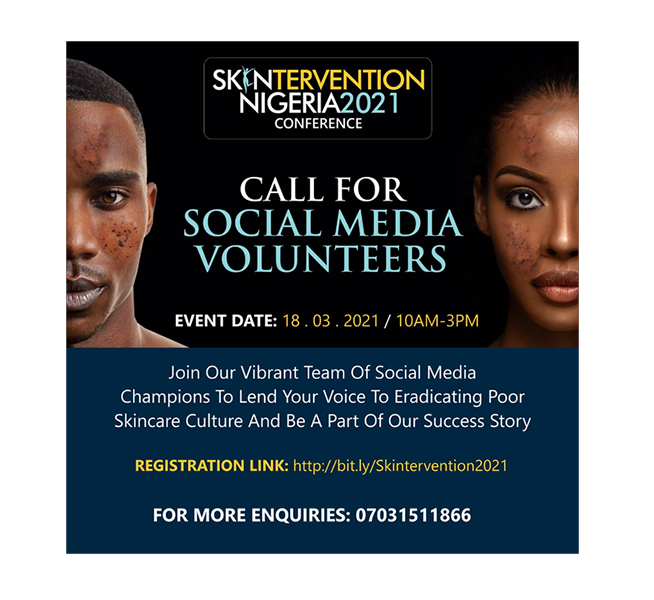 SKINTERVENTION
NIGERIA2021
CONFERENCE
CALL FOR
SOCIAL MEDIA
VOLUNTEERS
EVENT DATE: 18 . 03 . 2021 / 10AM-3PM
Join Our Vibrant Team Of Social Media
Champions To Lend Your Voice To Eradicating Poor
Skincare Culture And Be A Part Of Our Success Story
REGISTRATION LINK: http://bit.ly/Skintervention2021
FOR MORE ENQUIRIES: 07031511866